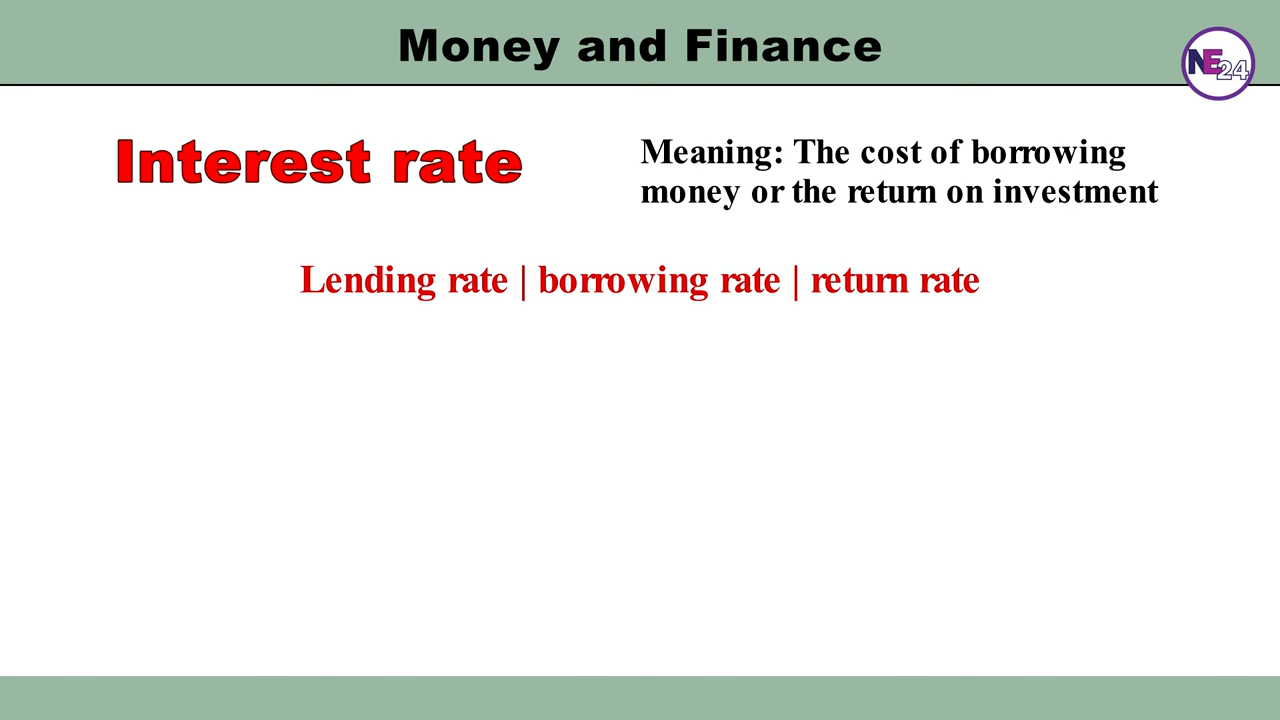 Money and Finance
NE24
Interest rate
Meaning: The cost of borrowing
money or the return on investment
Lending rate | borrowing rate | return rate